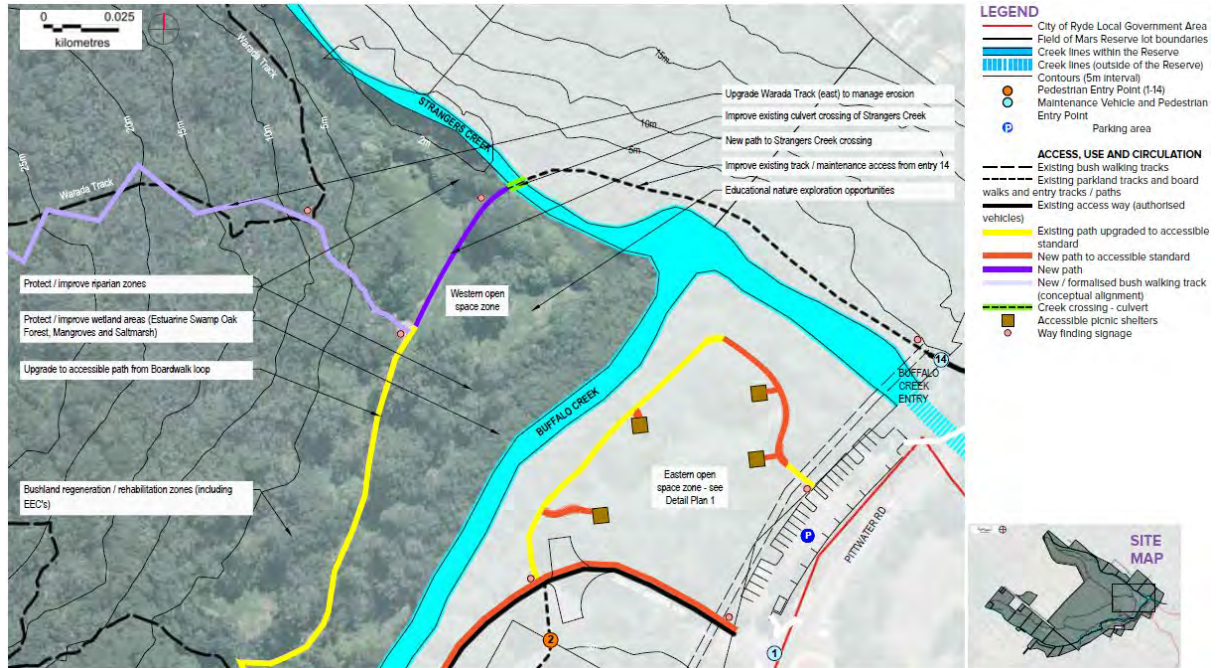 0
0.025
kilometres
Warada Track
20m
15m
10m
5m
25m
2m
Warada Track
STRANGERS CREEK
15m
10m
5m
Upgrade Warada Track (east) to manage erosion
Improve existing culvert crossing of Strangers Creek
New path to Strangers Creek crossing
Improve existing track / maintenance access from entry 14
Educational nature exploration opportunities
Protect / improve riparian zones
Protect / improve wetland areas (Estuarine Swamp Oak
Forest, Mangroves and Saltmarsh)
Upgrade to accessible path from Boardwalk loop
Bushland regeneration / rehabilitation zones (including
EEC's)
Western open
space zone
BUFFALO CREEK
Eastern open
space zone - see
Detail Plan 1
14
BUFFALO
CREEK
ENTRY
P
PITTWATER RD
2
1
LEGEND
City of Ryde Local Government Area
Field of Mars Reserve lot boundaries
Creek lines within the Reserve
Creek lines (outside of the Reserve)
Contours (5m interval)
Pedestrian Entry Point (1-14)
Maintenance Vehicle and Pedestrian
Entry Point
P Parking area
ACCESS, USE AND CIRCULATION
Existing bush walking tracks
Existing parkland tracks and board
walks and entry tracks / paths
Existing access way (authorised
vehicles)
Existing path upgraded to accessible
standard
New path to accessible standard
New path
New / formalised bush walking track
(conceptual alignment)
Creek crossing - culvert
Accessible picnic shelters
Way finding signage
SITE
MAP